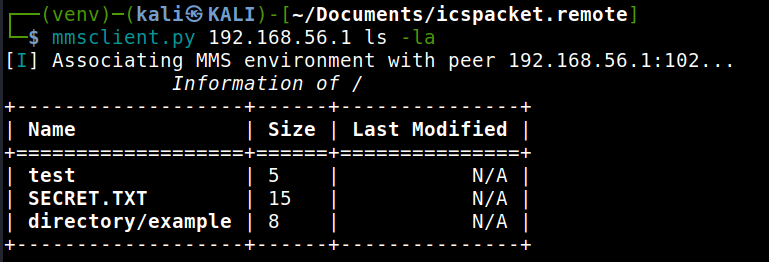 ┌──(venv)─(kali㉿KALI)-[~/Documents/icspacket.remote]
└─$ mmsclient.py 192.168.56.1 ls -la
[I] Associating MMS environment with peer 192.168.56.1:102...
Information of /
+-------------------+------+---------------+
| Name              | Size | Last Modified |
+===================+======+===============+
| test              | 5    |           N/A |
| SECRET.TXT        | 15   |           N/A |
| directory/example | 8    |           N/A |
+-------------------+------+---------------+